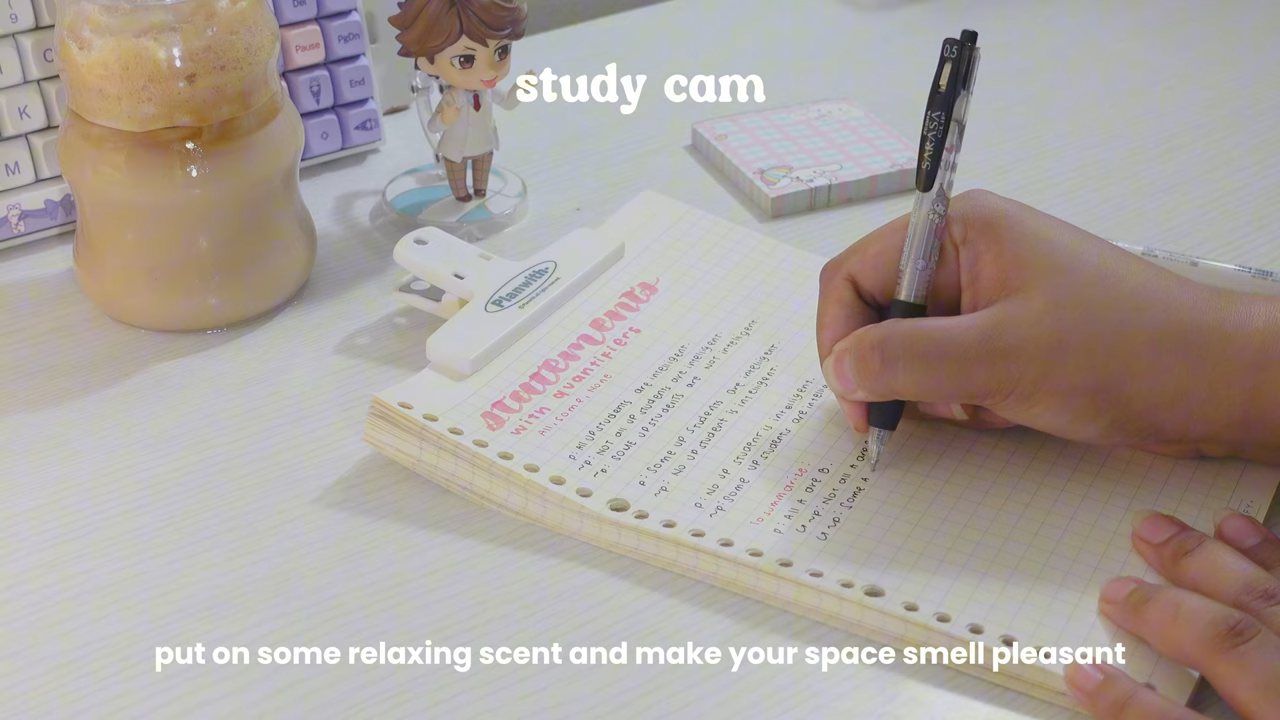 9
Del
Pause
PgDn
End
K
M
study cam
0.5
SARASA
CLIP
Planwith
statements
with quantifiers
All, some, None
p: All UP students are intelligent.
~p: NOT all UP students are intelligent.
~p: SOME UP students are NOT intelligent
p: Some UP students are intelligent
~p: NO UP student is intelligent.
p: NO UP student is intelligent.
~p: Some UP students are
To summarize:
p: All A are B.
↳ ~p: Not all A are
↳ ~p: Some A
put on some relaxing scent and make your space smell pleasant